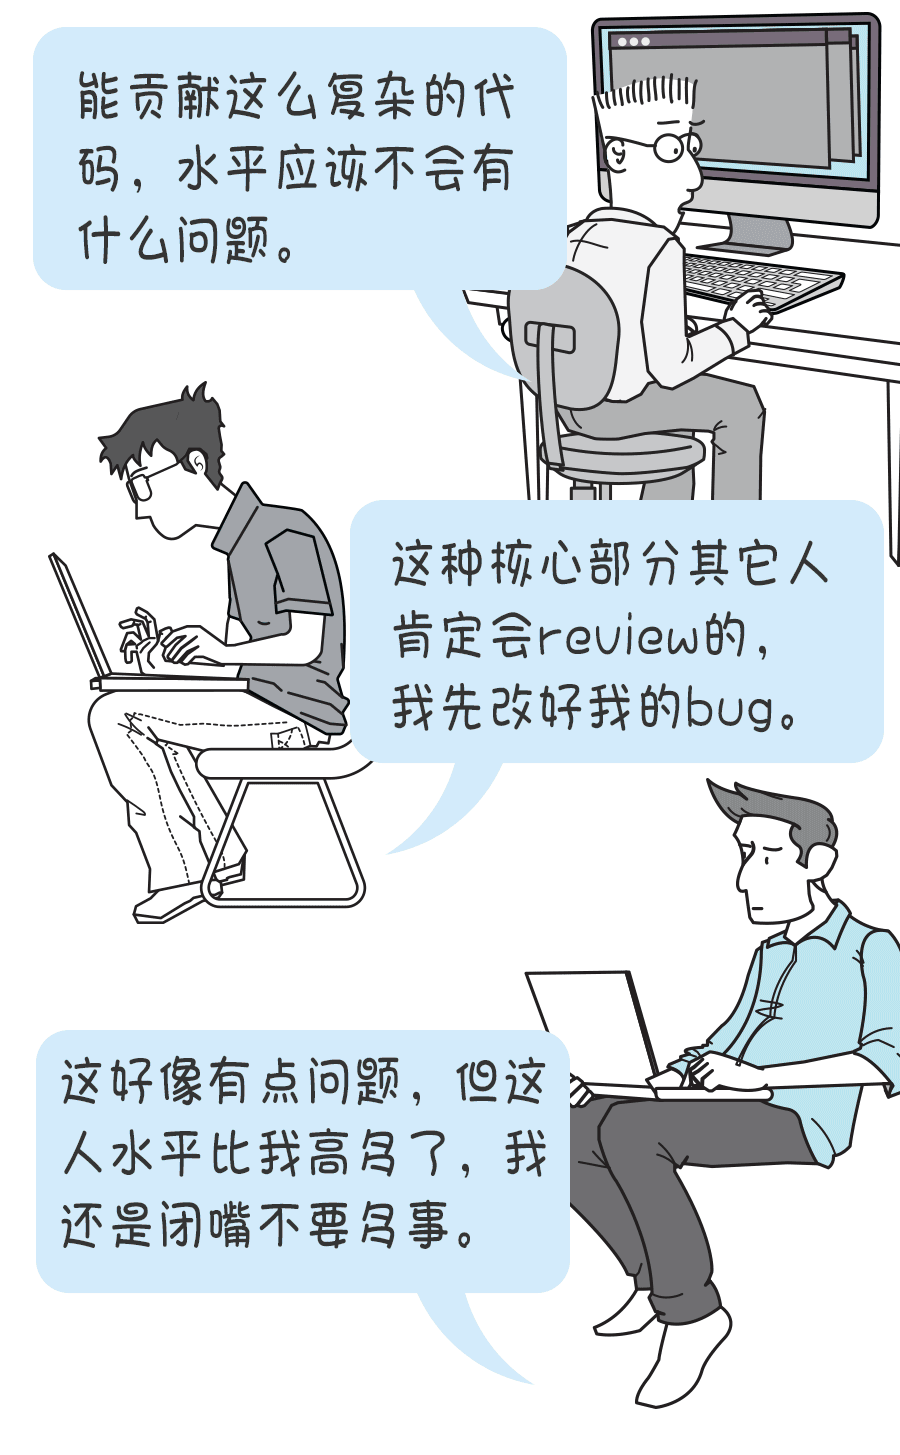 能贡献这么复杂的代
码，水平应该不会有
什么问题。
这种核心部分其它人
肯定会review的，
我先改好我的bug。
这好像有点问题，但这
人水平比我高多了，我
还是闭嘴不要多事。